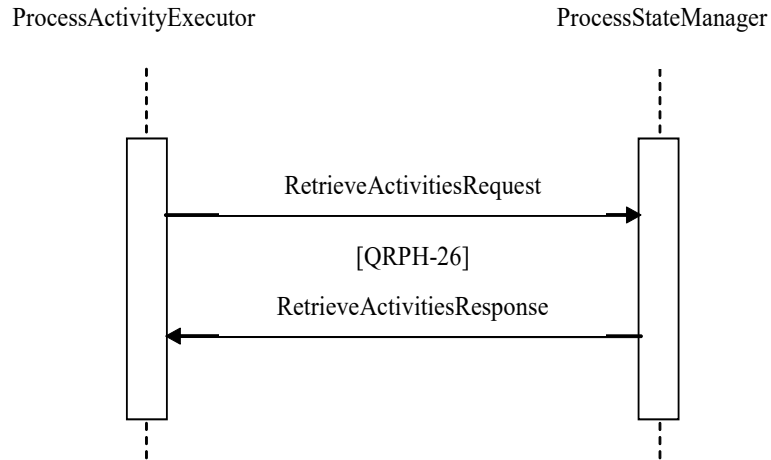 ProcessActivityExecutor
ProcessStateManager
RetrieveActivitiesRequest
[QRPH-26]
RetrieveActivitiesResponse